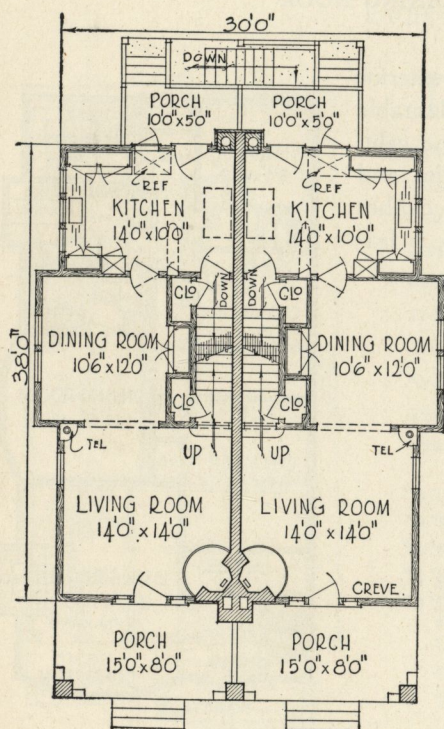 30'0"
DOWN
PORCH PORCH
10'0"x5'0" 10'0"x5'0"
REF REF
KITCHEN KITCHEN
14'0"x10'0" 14'0"x10'0"
CLO DOWN DOWN CLO
38'0"
DINING ROOM DINING ROOM
10'6"x12'0" 10'6"x12'0"
CLO CLO
TEL UP UP TEL
LIVING ROOM LIVING ROOM
14'0"x14'0" 14'0"x14'0"
CREVE.
PORCH PORCH
15'0"x8'0" 15'0"x8'0"